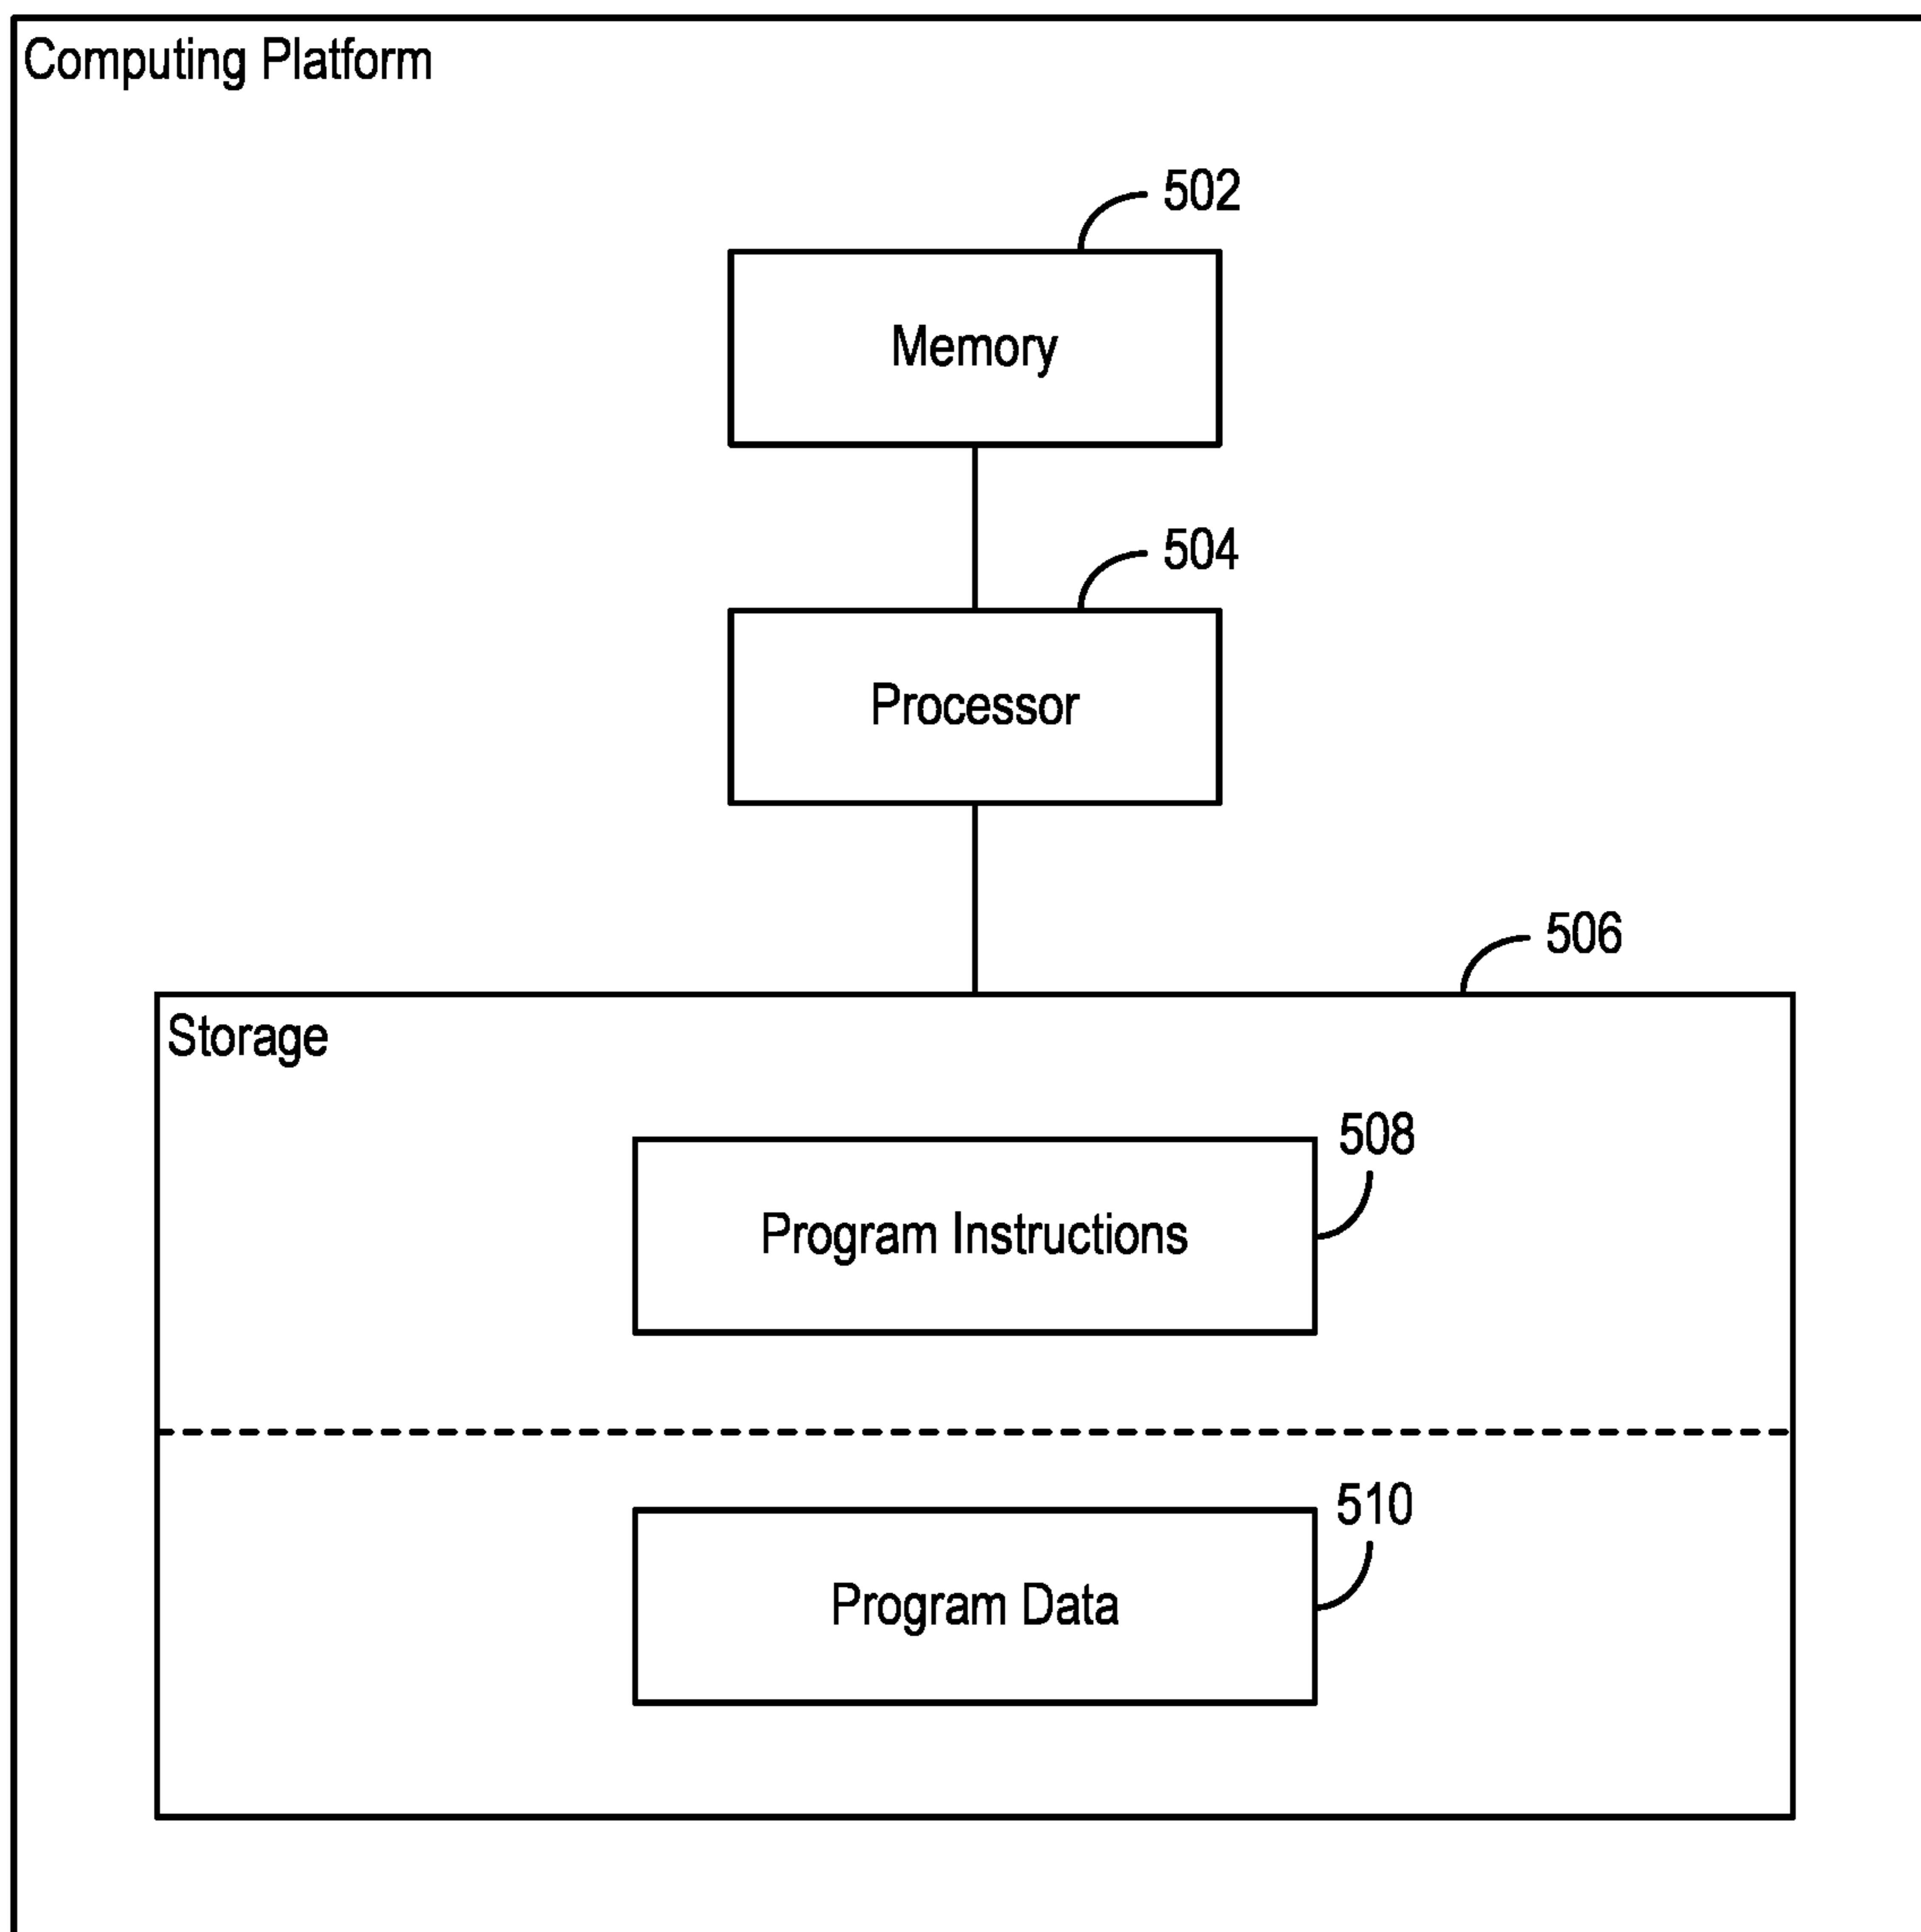 Computing Platform
502
Memory
504
Processor
506
Storage
508
Program Instructions
510
Program Data